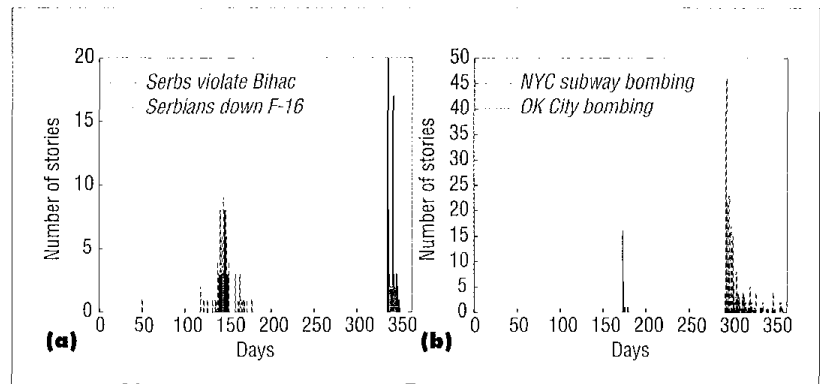 20
15
10
5
0
Number of stories
Serbs violate Bihac
Serbians down F-16
0 50 100 150 200 250 300 350
Days
(a)
50
45
40
35
30
25
20
15
10
5
0
Number of stories
NYC subway bombing
OK City bombing
0 50 100 150 200 250 300 350
Days
(b)